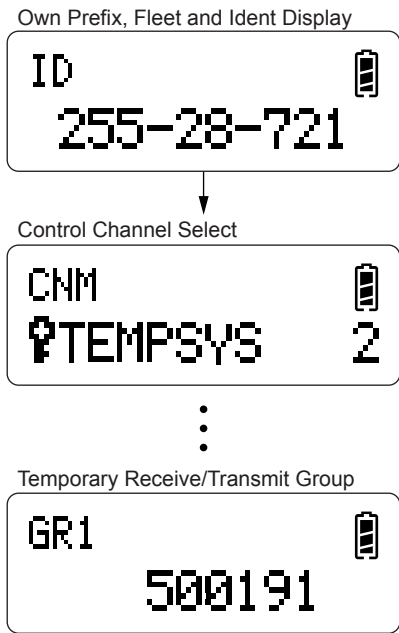 Own Prefix, Fleet and Ident Display
ID
255-28-721
Control Channel Select
CNM
TEMPSYS 2
Temporary Receive/Transmit Group
GR1
500191